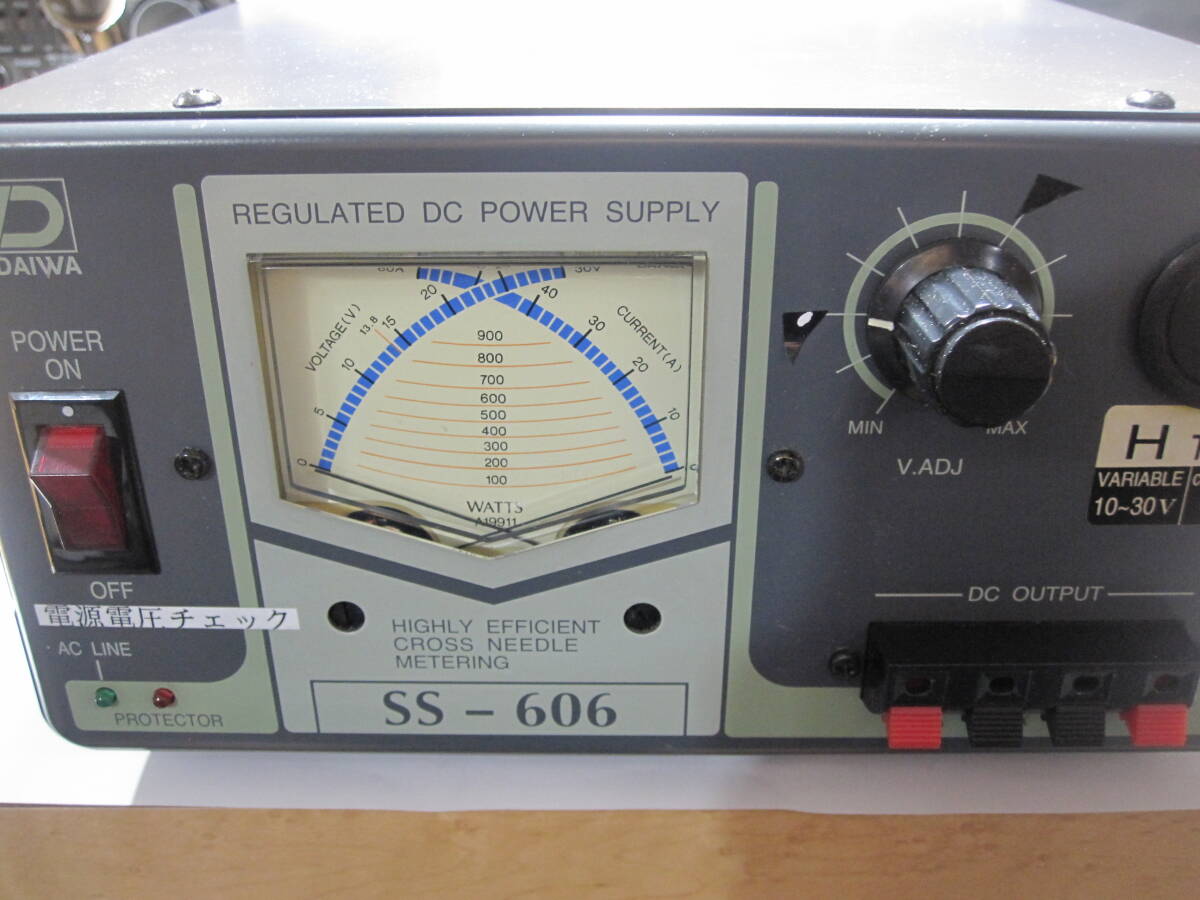 DAIWA
POWER
ON
OFF
電源電圧チェック
AC LINE
PROTECTOR
REGULATED DC POWER SUPPLY
60A
30V
VOLTAGE(V)
0
5
10
13.8
15
20
CURRENT(A)
40
30
20
10
900
800
700
600
500
400
300
200
100
WATTS
A19911
HIGHLY EFFICIENT
CROSS NEEDLE
METERING
SS-606
MIN
MAX
V.ADJ
H
VARIABLE
10~30V
DC OUTPUT